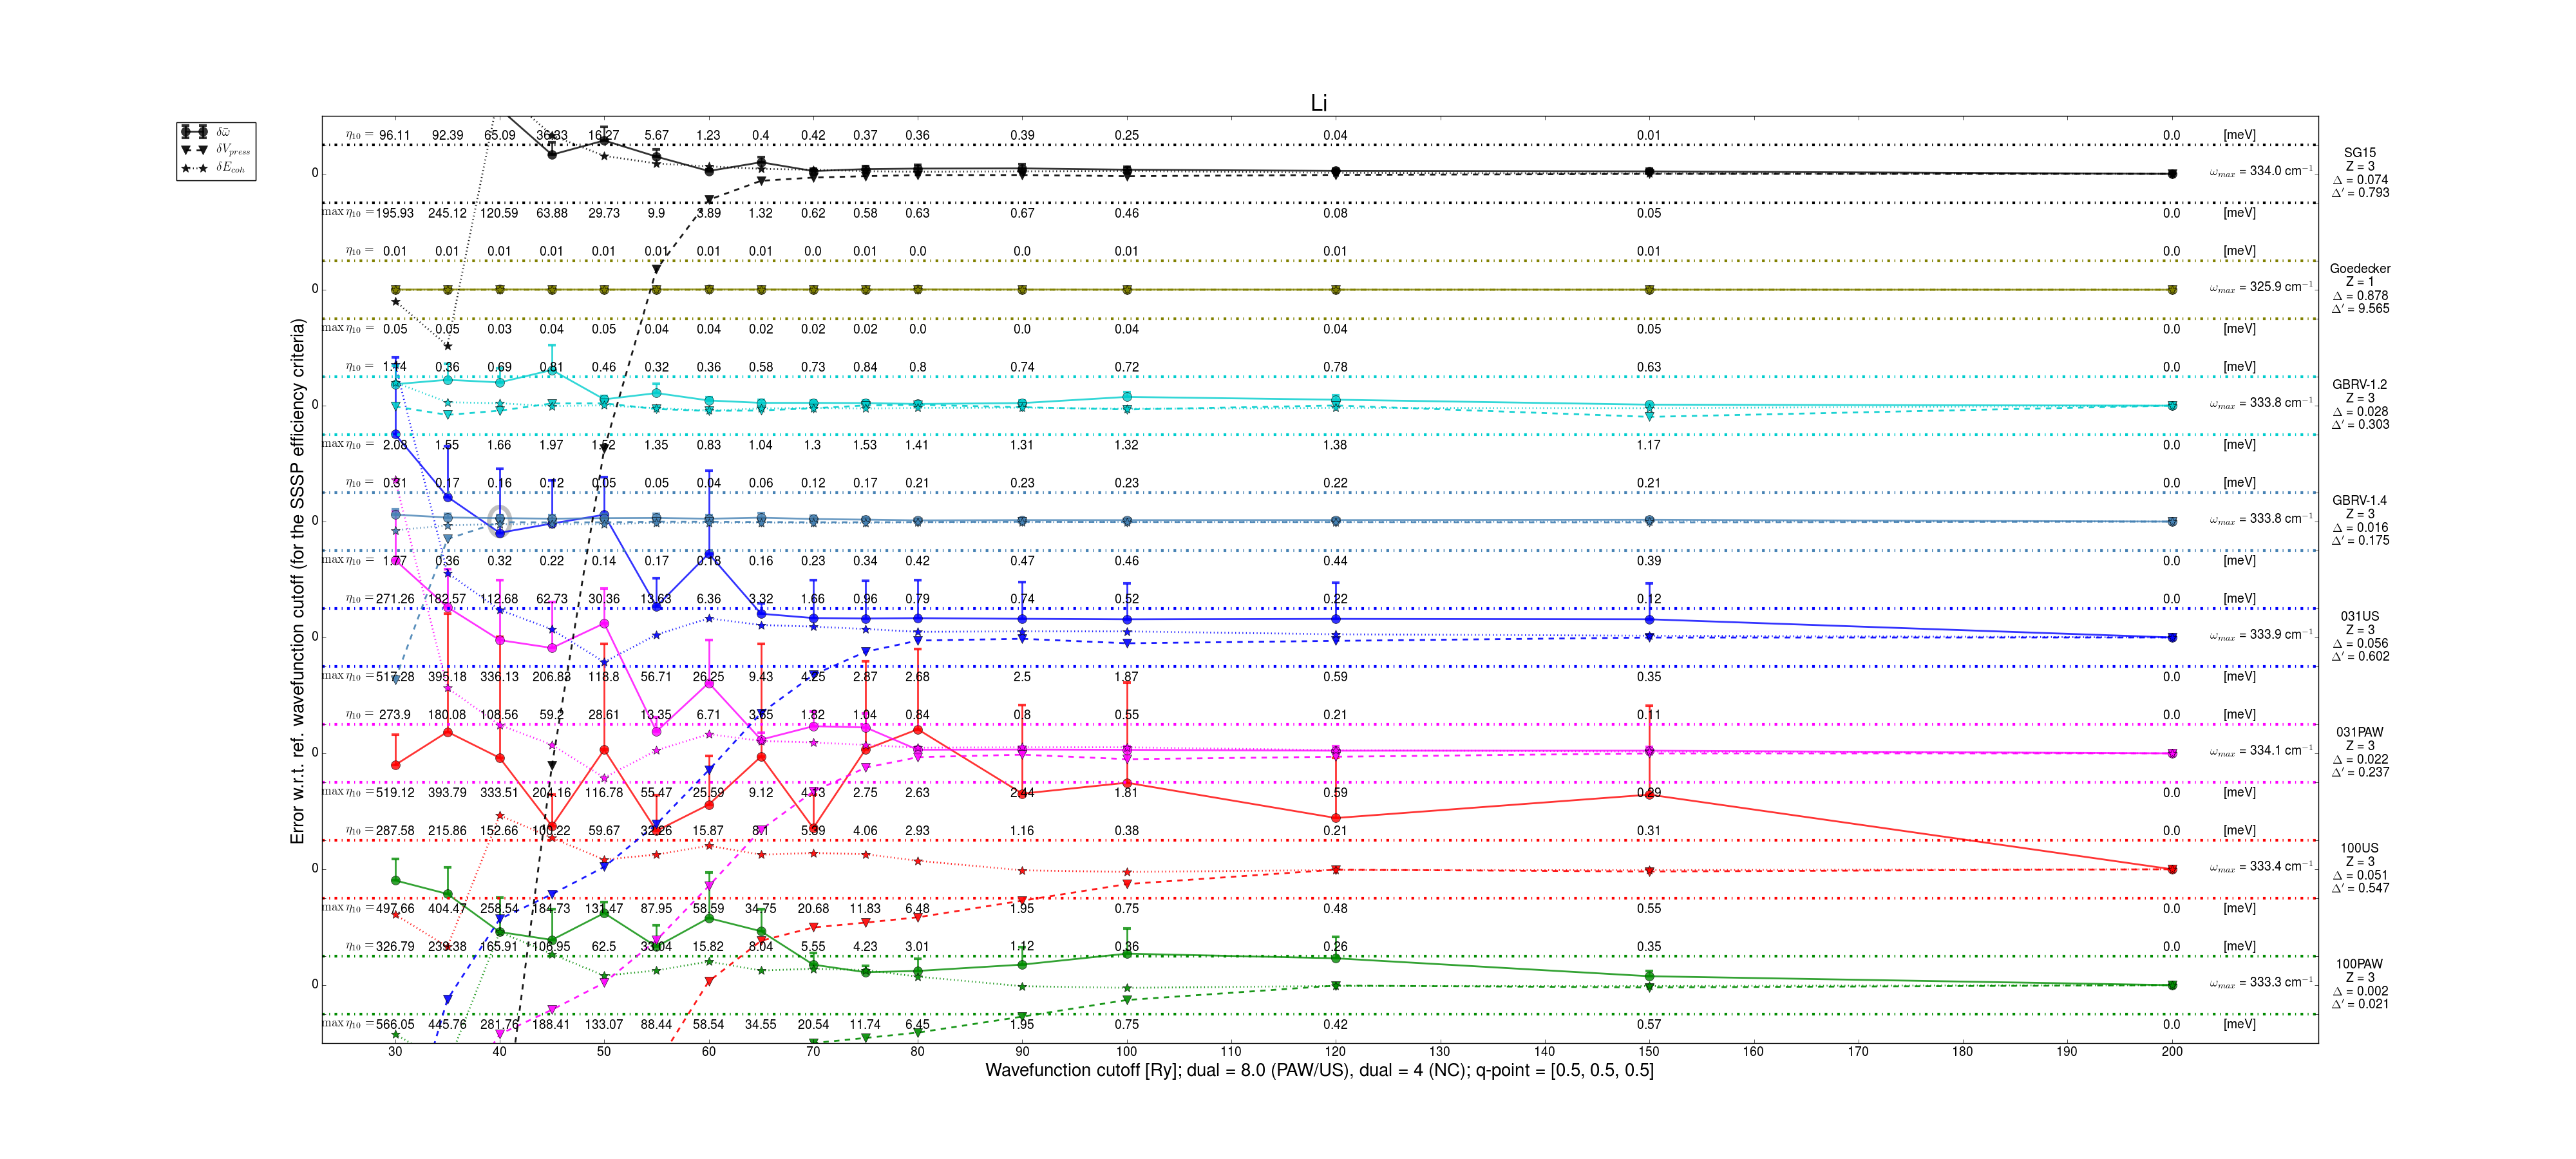 Li
δω̄
δV_press
δE_coh
η₁₀ = 96.11 92.39 65.09 36.33 16.27 5.67 1.23 0.4 0.42 0.37 0.36 0.39 0.25 0.04 0.01 0.0 [meV]
0 ω_max = 334.0 cm⁻¹
SG15
Z = 3
Δ = 0.074
Δ′ = 0.793
max η₁₀ = 195.93 245.12 120.59 63.88 29.73 9.9 3.89 1.32 0.62 0.58 0.63 0.67 0.46 0.08 0.05 0.0 [meV]
η₁₀ = 0.01 0.01 0.01 0.01 0.01 0.01 0.01 0.01 0.0 0.01 0.0 0.0 0.01 0.01 0.01 0.0 [meV]
0 ω_max = 325.9 cm⁻¹
Goedecker
Z = 1
Δ = 0.878
Δ′ = 9.565
max η₁₀ = 0.05 0.05 0.03 0.04 0.05 0.04 0.04 0.02 0.02 0.02 0.0 0.0 0.04 0.04 0.05 0.0 [meV]
η₁₀ = 1.14 0.36 0.69 0.81 0.46 0.32 0.36 0.58 0.73 0.84 0.8 0.74 0.72 0.78 0.63 0.0 [meV]
0 ω_max = 333.8 cm⁻¹
GBRV-1.2
Z = 3
Δ = 0.028
Δ′ = 0.303
max η₁₀ = 2.08 1.55 1.66 1.97 1.52 1.35 0.83 1.04 1.3 1.53 1.41 1.31 1.32 1.38 1.17 0.0 [meV]
η₁₀ = 0.31 0.17 0.16 0.12 0.05 0.05 0.04 0.06 0.12 0.17 0.21 0.23 0.23 0.22 0.21 0.0 [meV]
0 ω_max = 333.8 cm⁻¹
GBRV-1.4
Z = 3
Δ = 0.016
Δ′ = 0.175
max η₁₀ = 1.77 0.36 0.32 0.22 0.14 0.17 0.18 0.16 0.23 0.34 0.42 0.47 0.46 0.44 0.39 0.0 [meV]
η₁₀ = 271.26 182.57 112.68 62.73 30.36 13.63 6.36 3.32 1.66 0.96 0.79 0.74 0.52 0.22 0.12 0.0 [meV]
0 ω_max = 333.9 cm⁻¹
031US
Z = 3
Δ = 0.056
Δ′ = 0.602
max η₁₀ = 517.28 395.18 336.13 206.83 118.8 56.71 26.25 9.43 4.25 2.87 2.68 2.5 1.87 0.59 0.35 0.0 [meV]
η₁₀ = 273.9 180.08 108.56 59.2 28.61 13.35 6.71 3.65 1.82 1.04 0.84 0.8 0.55 0.21 0.11 0.0 [meV]
0 ω_max = 334.1 cm⁻¹
031PAW
Z = 3
Δ = 0.022
Δ′ = 0.237
max η₁₀ = 519.12 393.79 333.51 204.16 116.78 55.47 25.59 9.12 4.13 2.75 2.63 2.44 1.81 0.59 0.29 0.0 [meV]
η₁₀ = 287.58 215.86 152.66 100.22 59.67 32.26 15.87 8.1 5.39 4.06 2.93 1.16 0.38 0.21 0.31 0.0 [meV]
0 ω_max = 333.4 cm⁻¹
100US
Z = 3
Δ = 0.051
Δ′ = 0.547
max η₁₀ = 497.66 404.47 258.54 184.73 131.47 87.95 58.59 34.75 20.68 11.83 6.48 1.95 0.75 0.48 0.55 0.0 [meV]
η₁₀ = 326.79 239.38 165.91 106.95 62.5 33.04 15.82 8.04 5.55 4.23 3.01 1.12 0.36 0.26 0.35 0.0 [meV]
0 ω_max = 333.3 cm⁻¹
100PAW
Z = 3
Δ = 0.002
Δ′ = 0.021
max η₁₀ = 566.05 445.76 281.76 188.41 133.07 88.44 58.54 34.55 20.54 11.74 6.45 1.95 0.75 0.42 0.57 0.0 [meV]
30 40 50 60 70 80 90 100 110 120 130 140 150 160 170 180 190 200
Wavefunction cutoff [Ry]; dual = 8.0 (PAW/US), dual = 4 (NC); q-point = [0.5, 0.5, 0.5]
Error w.r.t. ref. wavefunction cutoff (for the SSSP efficiency criteria)